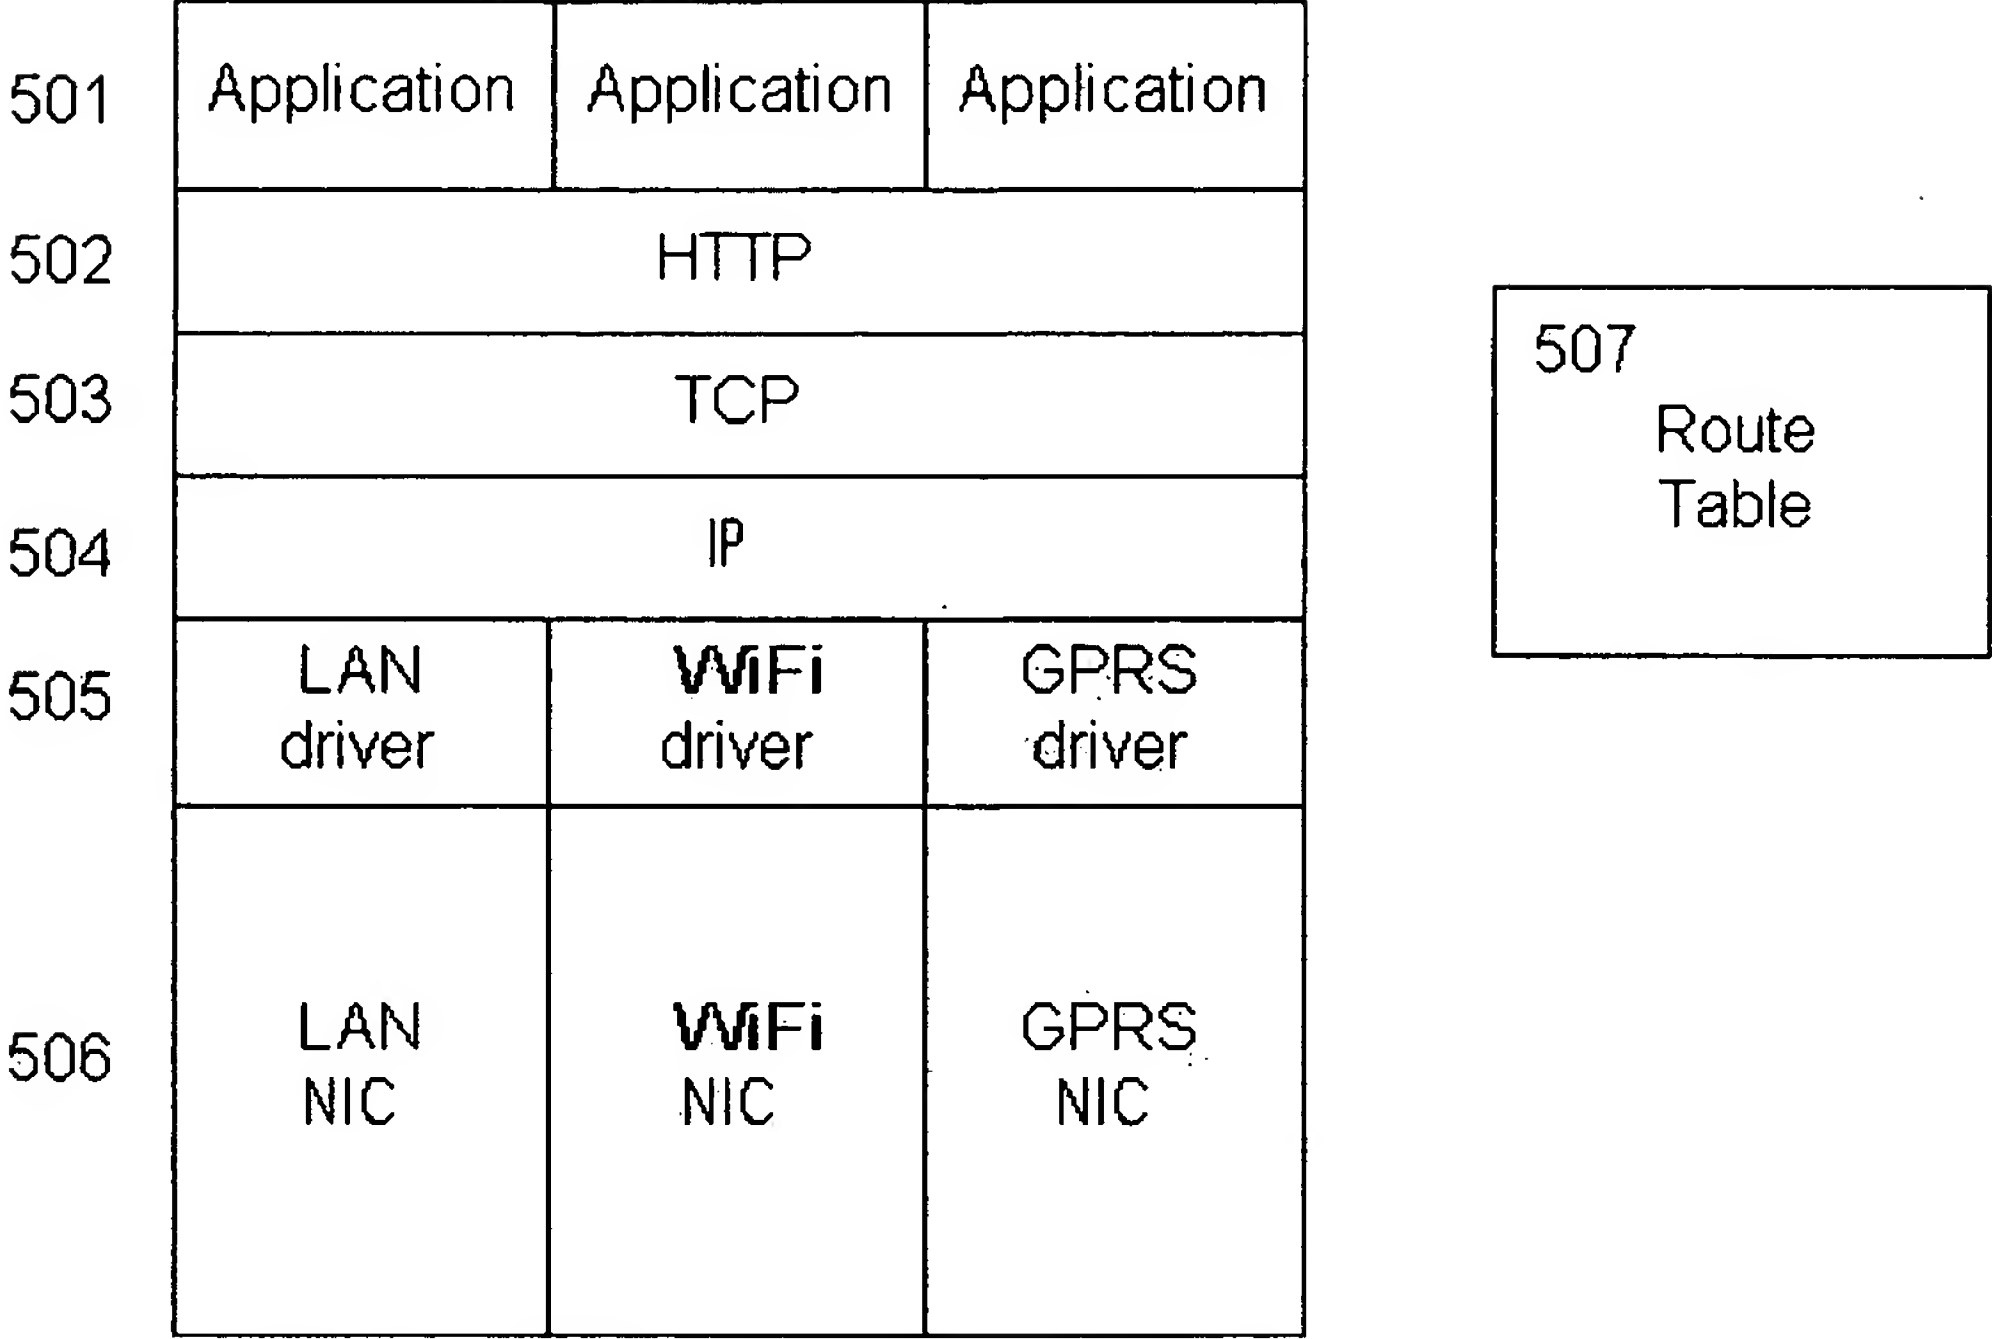 501 Application Application Application
502 HTTP
503 TCP
504 IP
505 LAN driver WiFi driver GPRS driver
506 LAN NIC WiFi NIC GPRS NIC
507
Route
Table